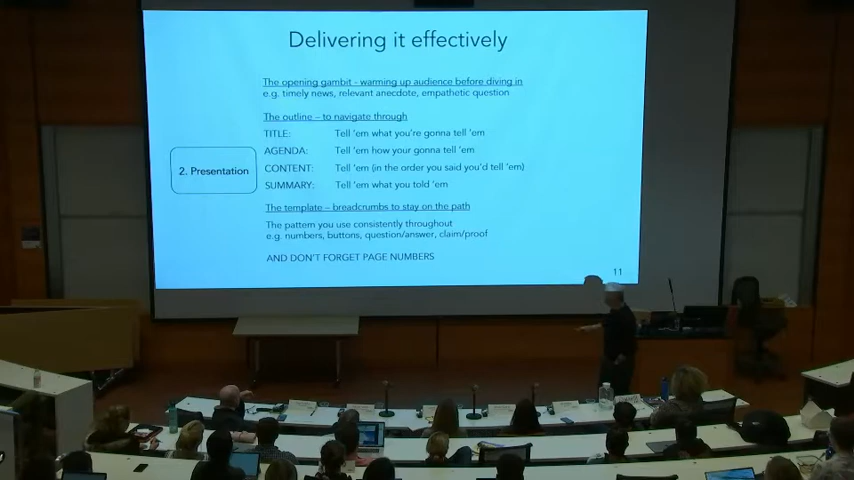 Delivering it effectively
The opening gambit - warming up audience before diving in
e.g. timely news, relevant anecdote, empathetic question
The outline – to navigate through
TITLE: Tell 'em what you're gonna tell 'em
AGENDA: Tell 'em how your gonna tell 'em
2. Presentation
CONTENT: Tell 'em (in the order you said you'd tell 'em)
SUMMARY: Tell 'em what you told 'em
The template – breadcrumbs to stay on the path
The pattern you use consistently throughout
e.g. numbers, buttons, question/answer, claim/proof
AND DON'T FORGET PAGE NUMBERS
11